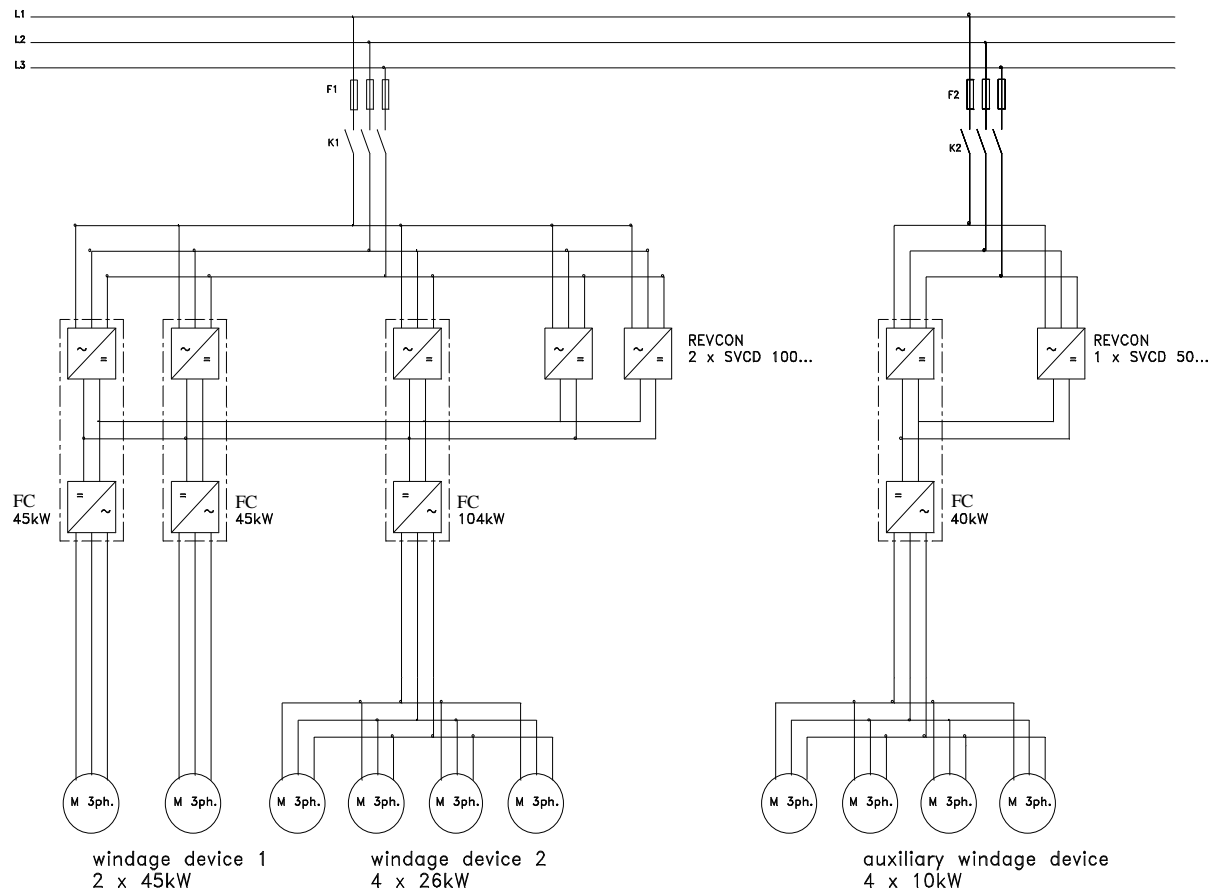 L1
L2
L3
F1
F2
K1
K2
~
=
~
=
~
=
~
=
~
=
REVCON
2 x SVCD 100...
~
=
~
=
REVCON
1 x SVCD 50...
FC
45kW
=
~
=
~
FC
45kW
=
~
FC
104kW
=
~
FC
40kW
M 3ph.
M 3ph.
M 3ph.
M 3ph.
M 3ph.
M 3ph.
M 3ph.
M 3ph.
M 3ph.
M 3ph.
windage device 1
2 x 45kW
windage device 2
4 x 26kW
auxiliary windage device
4 x 10kW